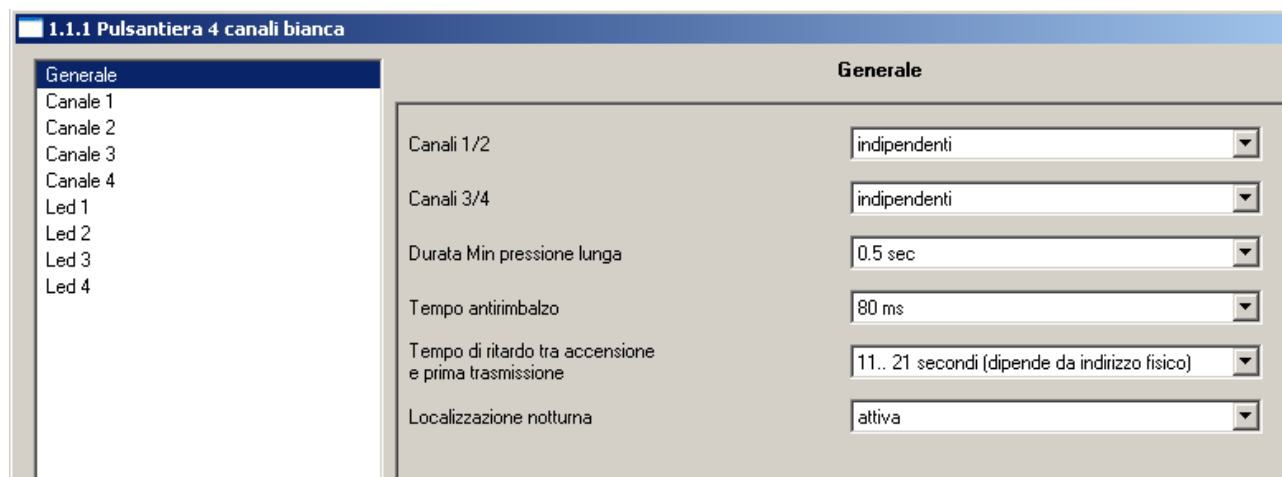 1.1.1 Pulsantiera 4 canali bianca
Generale
Canale 1
Canale 2
Canale 3
Canale 4
Led 1
Led 2
Led 3
Led 4
Generale
Canali 1/2
indipendenti
Canali 3/4
indipendenti
Durata Min pressione lunga
0.5 sec
Tempo antirimbalzo
80 ms
Tempo di ritardo tra accensione
e prima trasmissione
11.. 21 secondi (dipende da indirizzo fisico)
Localizzazione notturna
attiva